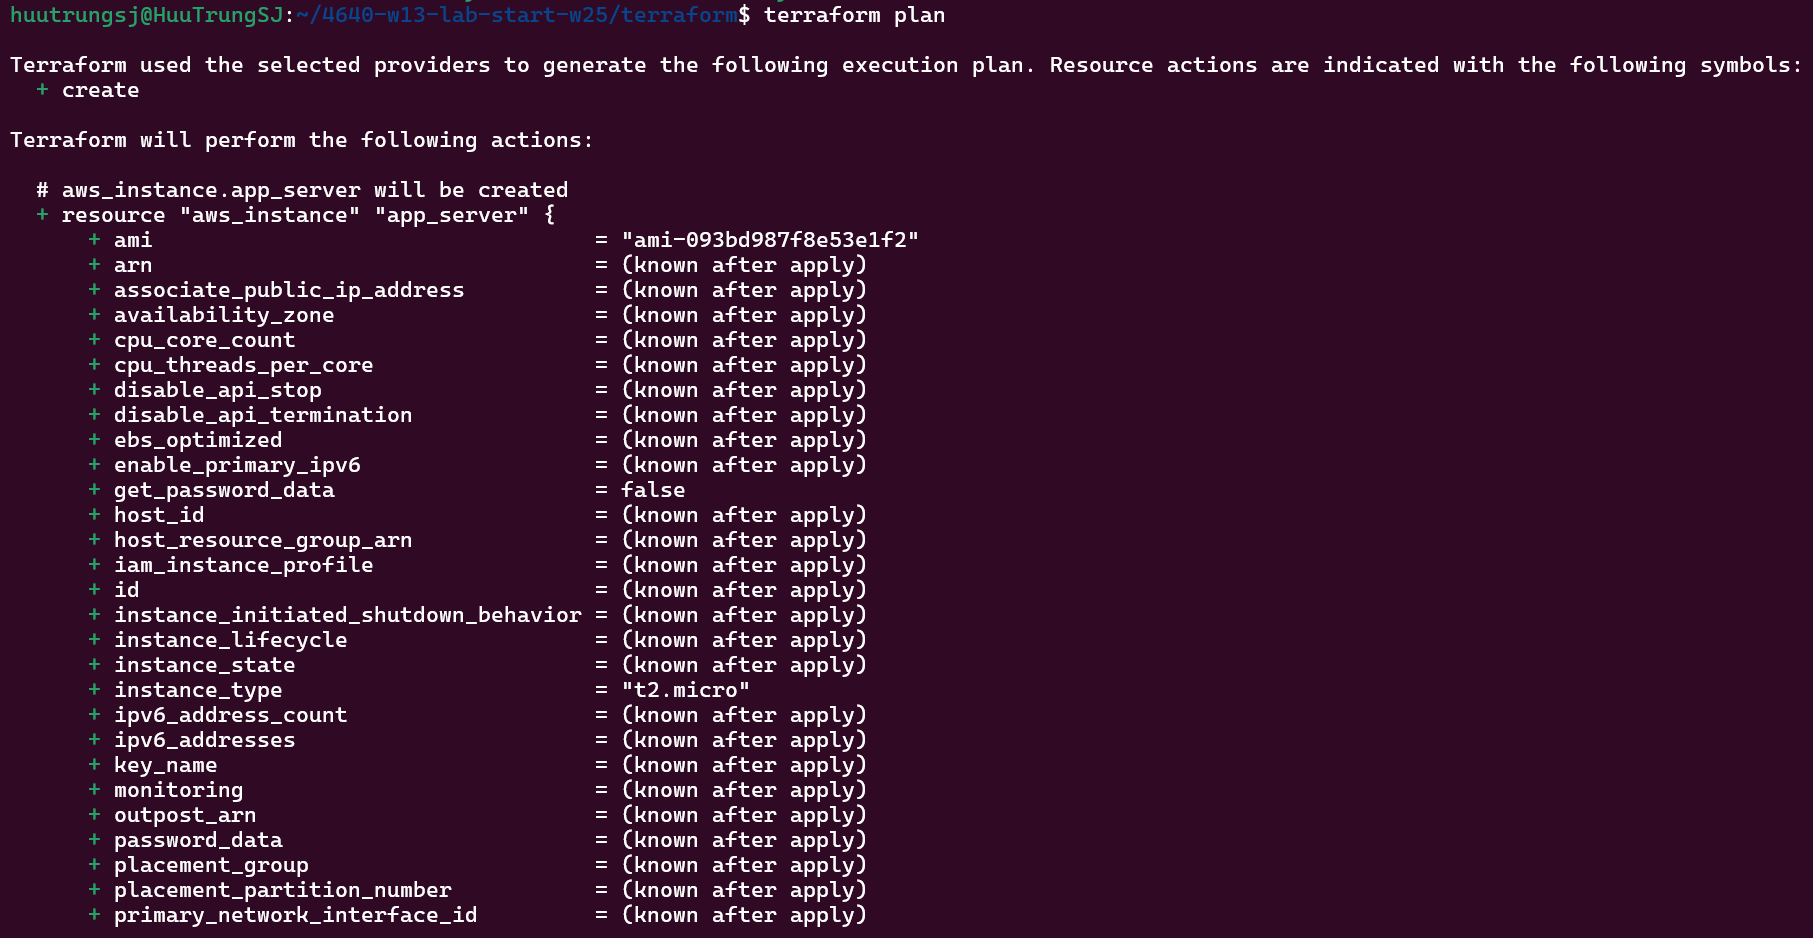 huutrungsj@HuuTrungSJ:~/4640-w13-lab-start-w25/terraform$ terraform plan
Terraform used the selected providers to generate the following execution plan. Resource actions are indicated with the following symbols:
+ create
Terraform will perform the following actions:
# aws_instance.app_server will be created
+ resource "aws_instance" "app_server" {
+ ami = "ami-093bd987f8e53e1f2"
+ arn = (known after apply)
+ associate_public_ip_address = (known after apply)
+ availability_zone = (known after apply)
+ cpu_core_count = (known after apply)
+ cpu_threads_per_core = (known after apply)
+ disable_api_stop = (known after apply)
+ disable_api_termination = (known after apply)
+ ebs_optimized = (known after apply)
+ enable_primary_ipv6 = (known after apply)
+ get_password_data = false
+ host_id = (known after apply)
+ host_resource_group_arn = (known after apply)
+ iam_instance_profile = (known after apply)
+ id = (known after apply)
+ instance_initiated_shutdown_behavior = (known after apply)
+ instance_lifecycle = (known after apply)
+ instance_state = (known after apply)
+ instance_type = "t2.micro"
+ ipv6_address_count = (known after apply)
+ ipv6_addresses = (known after apply)
+ key_name = (known after apply)
+ monitoring = (known after apply)
+ outpost_arn = (known after apply)
+ password_data = (known after apply)
+ placement_group = (known after apply)
+ placement_partition_number = (known after apply)
+ primary_network_interface_id = (known after apply)